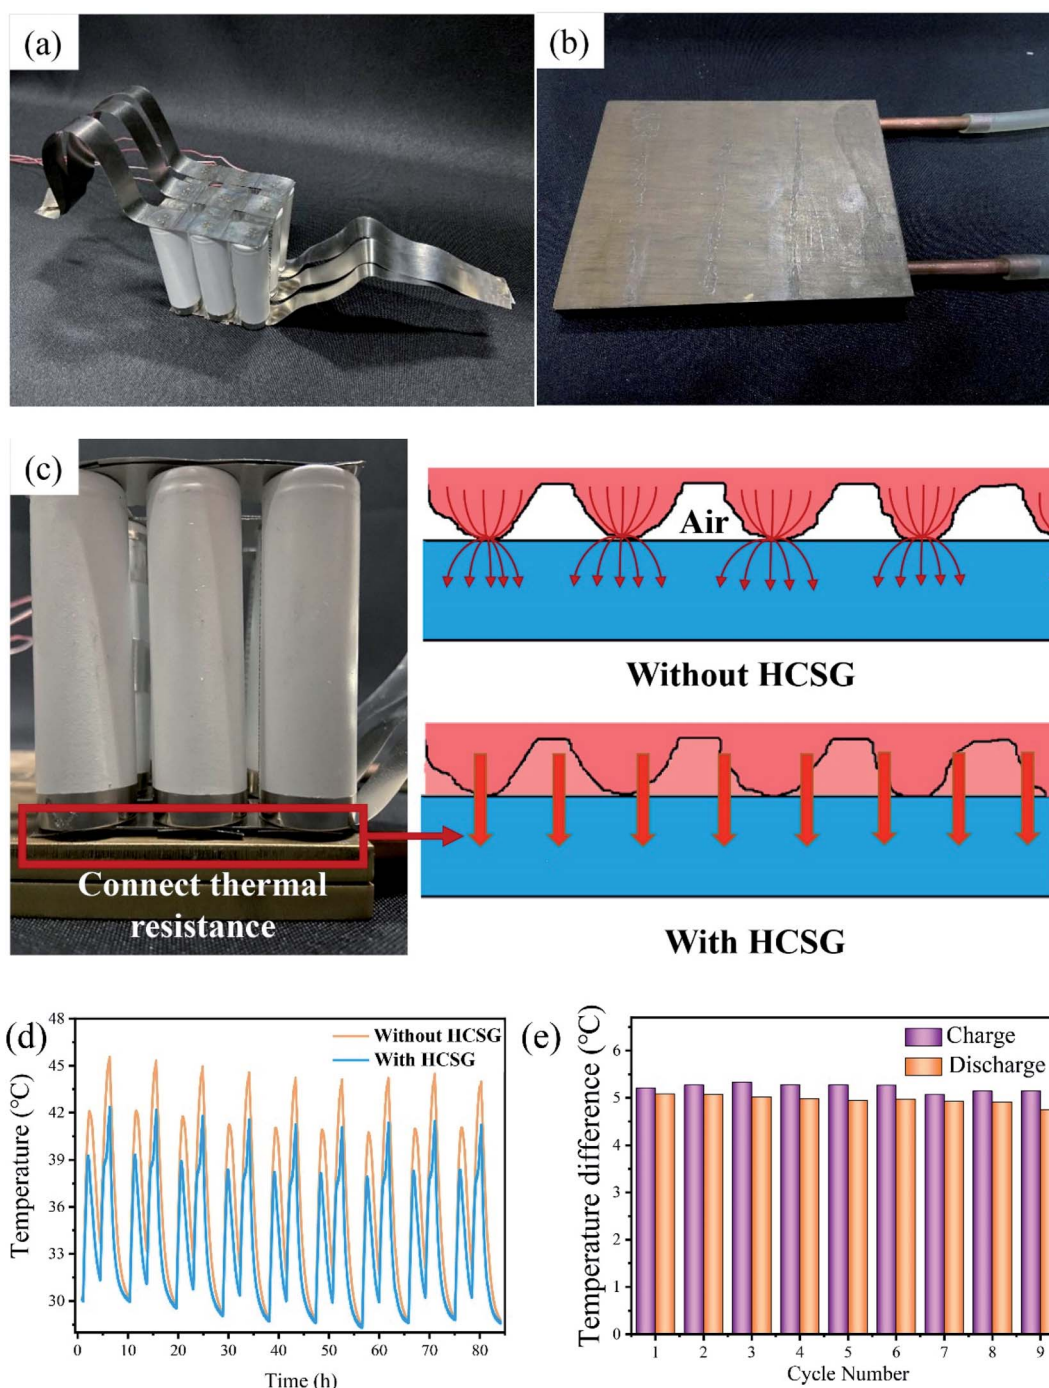 (a)
(b)
(c)
Air
Without HCSG
Connect thermal
resistance
With HCSG
(d)
Temperature (°C)
48
45
42
39
36
33
30
Without HCSG
With HCSG
0 10 20 30 40 50 60 70 80
Time (h)
(e)
Temperature difference (°C)
6
5
4
3
2
1
0
Charge
Discharge
1 2 3 4 5 6 7 8 9
Cycle Number